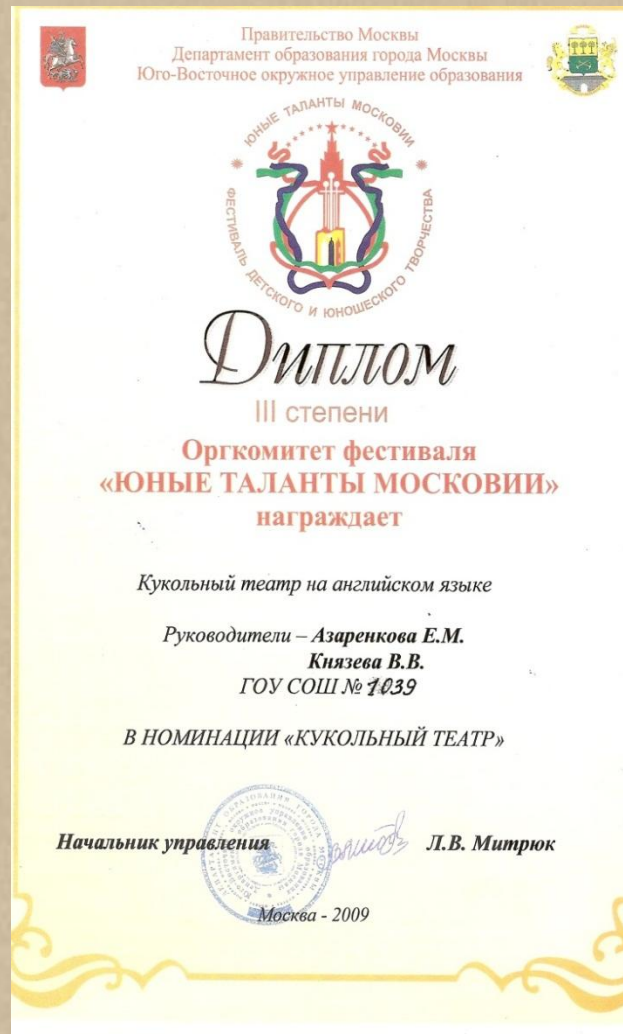 Правительство Москвы
Департамент образования города Москвы
Юго-Восточное окружное управление образования
ЮНЫЕ ТАЛАНТЫ МОСКОВИИ
ФЕСТИВАЛЬ ДЕТСКОГО И ЮНОШЕСКОГО ТВОРЧЕСТВА
Диплом
III степени
Оргкомитет фестиваля
«ЮНЫЕ ТАЛАНТЫ МОСКОВИИ»
награждает
Кукольный театр на английском языке
Руководители – Азаренкова Е.М.
Князева В.В.
ГОУ СОШ № 1039
В НОМИНАЦИИ «КУКОЛЬНЫЙ ТЕАТР»
Начальник управления Л.В. Митрюк
Москва - 2009